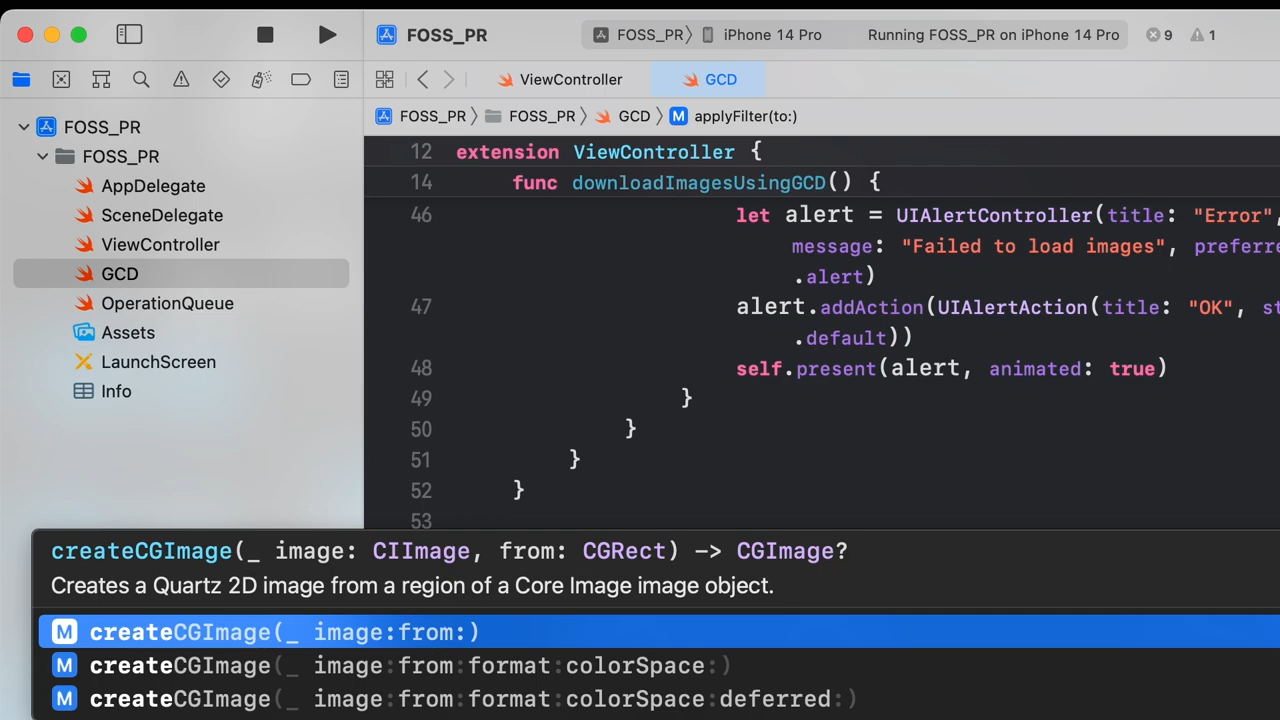 FOSS_PR
FOSS_PR 〉 iPhone 14 Pro
Running FOSS_PR on iPhone 14 Pro
9
1
ViewController
GCD
FOSS_PR 〉 FOSS_PR 〉 GCD 〉 M applyFilter(to:)
FOSS_PR
FOSS_PR
AppDelegate
SceneDelegate
ViewController
GCD
OperationQueue
Assets
LaunchScreen
Info
12 extension ViewController {
14 func downloadImagesUsingGCD() {
46 let alert = UIAlertController(title: "Error",
message: "Failed to load images", preferre
.alert)
47 alert.addAction(UIAlertAction(title: "OK", st
.default))
48 self.present(alert, animated: true)
49 }
50 }
51 }
52 }
53
createCGImage(_ image: CIImage, from: CGRect) -> CGImage?
Creates a Quartz 2D image from a region of a Core Image image object.
M createCGImage(_ image:from:)
M createCGImage(_ image:from:format:colorSpace:)
M createCGImage(_ image:from:format:colorSpace:deferred:)